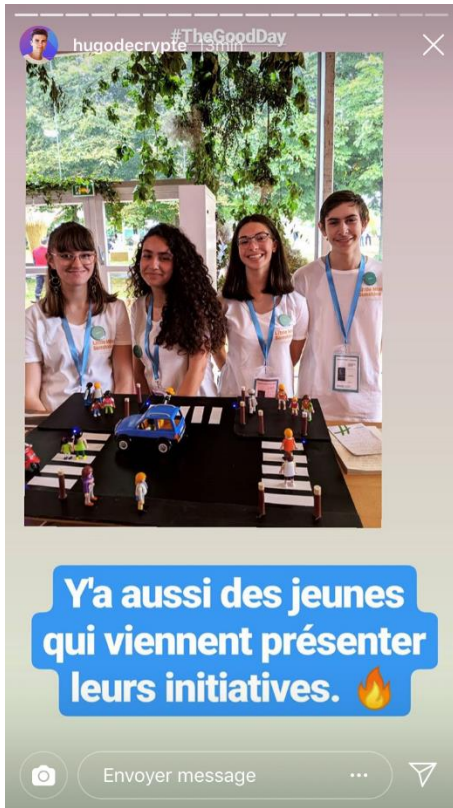 #TheGoodDay
hugodecrypte 13min
Y'a aussi des jeunes
qui viennent présenter
leurs initiatives. 🔥
Envoyer message